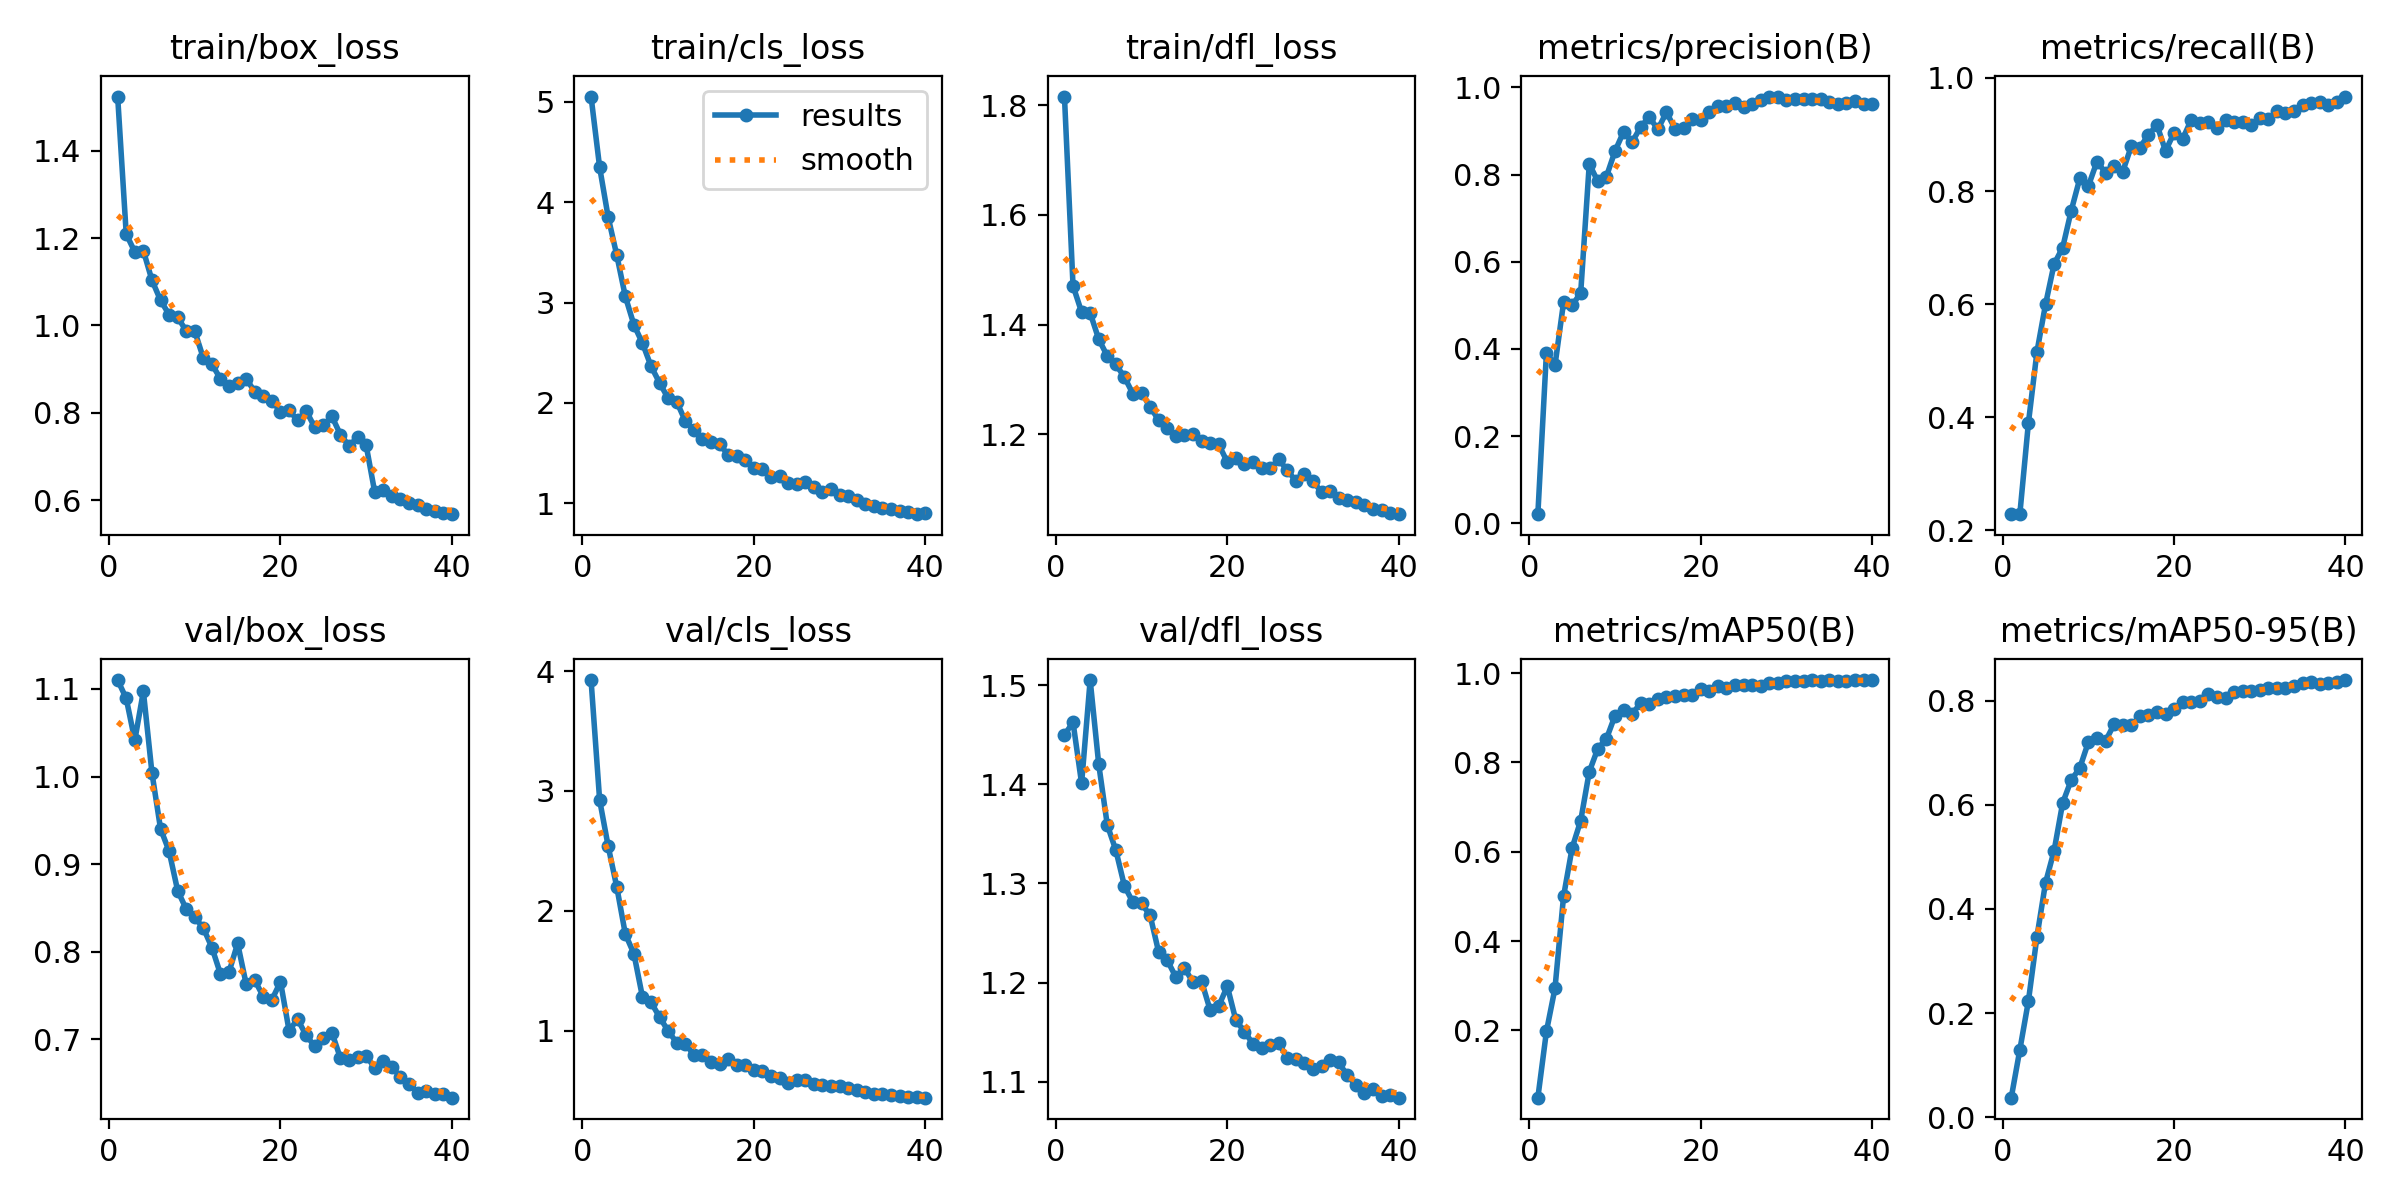 train/box_loss
1.4
1.2
1.0
0.8
0.6
0 20 40
train/cls_loss
results
smooth
5
4
3
2
1
0 20 40
train/dfl_loss
1.8
1.6
1.4
1.2
0 20 40
metrics/precision(B)
1.0
0.8
0.6
0.4
0.2
0.0
0 20 40
metrics/recall(B)
1.0
0.8
0.6
0.4
0.2
0 20 40
val/box_loss
1.1
1.0
0.9
0.8
0.7
0 20 40
val/cls_loss
4
3
2
1
0 20 40
val/dfl_loss
1.5
1.4
1.3
1.2
1.1
0 20 40
metrics/mAP50(B)
1.0
0.8
0.6
0.4
0.2
0 20 40
metrics/mAP50-95(B)
0.8
0.6
0.4
0.2
0.0
0 20 40